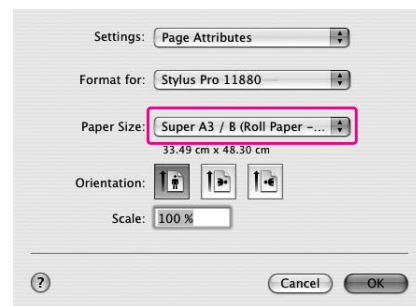 Settings: Page Attributes
Format for: Stylus Pro 11880
Paper Size: Super A3 / B (Roll Paper –...
33.49 cm x 48.30 cm
Orientation:
Scale: 100 %
? Cancel OK